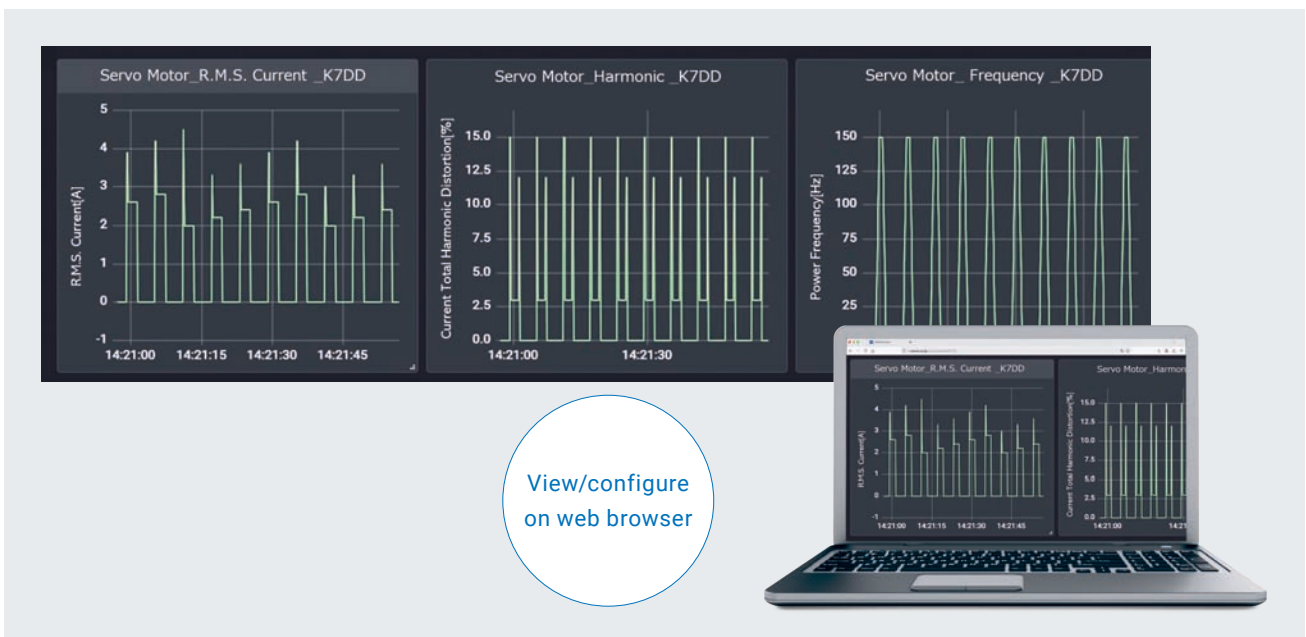 Servo Motor_R.M.S. Current _K7DD
5
4
3
2
1
0
-1
R.M.S. Current[A]
14:21:00 14:21:15 14:21:30 14:21:45
Servo Motor_Harmonic _K7DD
15.0
12.5
10.0
7.5
5.0
2.5
0.0
Current Total Harmonic Distortion[%]
14:21:00 14:21:30
Servo Motor_ Frequency _K7DD
150
125
100
75
50
25
Power Frequency[Hz]
View/configure
on web browser
Servo Motor_R.M.S. Current _K7DD
5
4
3
2
1
0
-1
R.M.S. Current[A]
14:21:00 14:21:15 14:21:30 14:21:45
Servo Motor_Harmon
15.0
12.5
10.0
7.5
5.0
2.5
0.0
Current Total Harmonic Distortion[%]
14:21:00 14:21